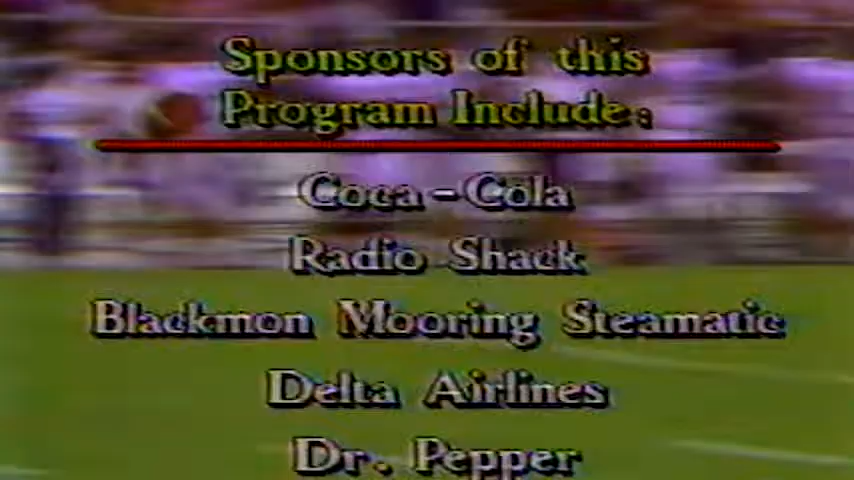 Sponsors of this
Program Include:
Coca-Cola
Radio Shack
Blackmon Mooring Steamatic
Delta Airlines
Dr. Pepper